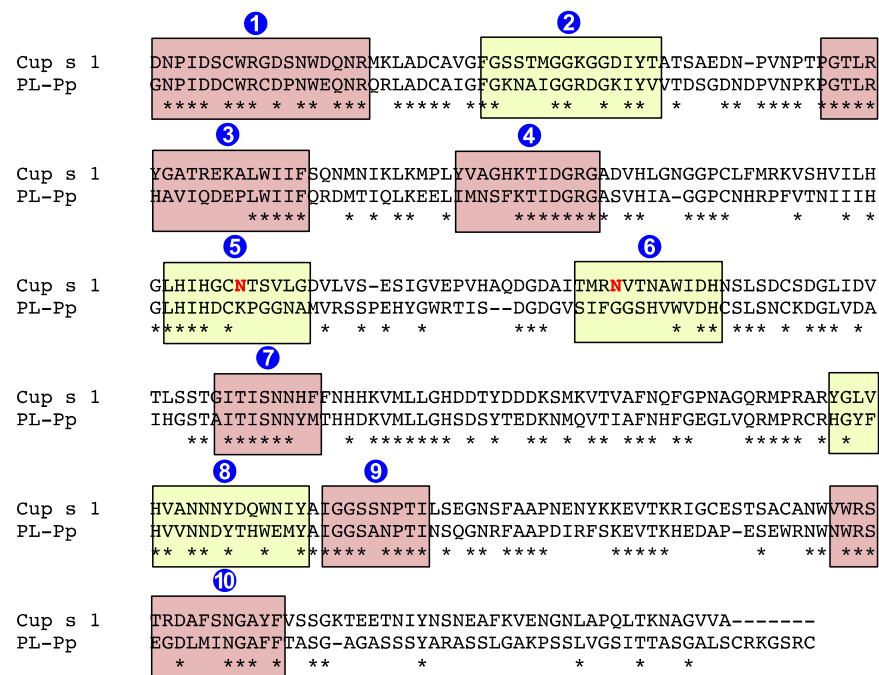 1 2
Cup s 1 DNPIDSCWRGDSNWDQNRMKLADCAVGFGSSTMGGKGGDIYTATSAEDN-PVNPTPGTLR
PL-Pp GNPIDDCWRCDPNWEQNRQRLADCAIGFGKNAIGGRDGKIYVVTDSGDNDPVNPKPGTLR
**** *** ** *** ***** *** ** * ** * ** **** *****
3 4
Cup s 1 YGATREKALWIIFSQNMNIKLKMPLYVAGHKTIDGRGADVHLGNGGPCLFMRKVSHVILH
PL-Pp HAVIQDEPLWIIFQRDMTIQLKEELIMNSFKTIDGRGASVHIA-GGPCNHRPFVTNIIIH
***** * * ** * ******* * ** **** * * *
5 6
Cup s 1 GLHIHGCNTSVLGDVLVS-ESIGVEPVHAQDGDAITMRNVTNAWIDHNSLSDCSDGLIDV
PL-Pp GLHIHDCKPGGNAMVRSSPEHYGWRTIS--DGDGVSIFGGSHVWVDHCSLSNCKDGLVDA
***** * * * * * *** * ** *** * *** *
7
Cup s 1 TLSSTGITISNNHFFNHHKVMLLGHDDTYDDDKSMKVTVAFNQFGPNAGQRMPRARYGLV
PL-Pp IHGSTAITISNNYMTHHDKVMLLGHSDSYTEDKNMQVTIAFNHFGEGLVQRMPRCRHGYF
** ****** * ******* * * ** * ** *** ** ***** * *
8 9
Cup s 1 HVANNNYDQWNIYAIGGSSNPTILSEGNSFAAPNENYKKEVTKRIGCESTSACANWVWRS
PL-Pp HVVNNDYTHWEMYAIGGSANPTINSQGNRFAAPDIRFSKEVTKHEDAP-ESEWRNWNWRS
** ** * * ****** **** * ** **** ***** * ** ***
10
Cup s 1 TRDAFSNGAYFVSSGKTEETNIYNSNEAFKVENGNLAPQLTKNAGVVA-------
PL-Pp EGDLMINGAFFTASG-AGASSSYARASSLGAKPSSLVGSITTASGALSCRKGSRC
* *** * ** * * * *